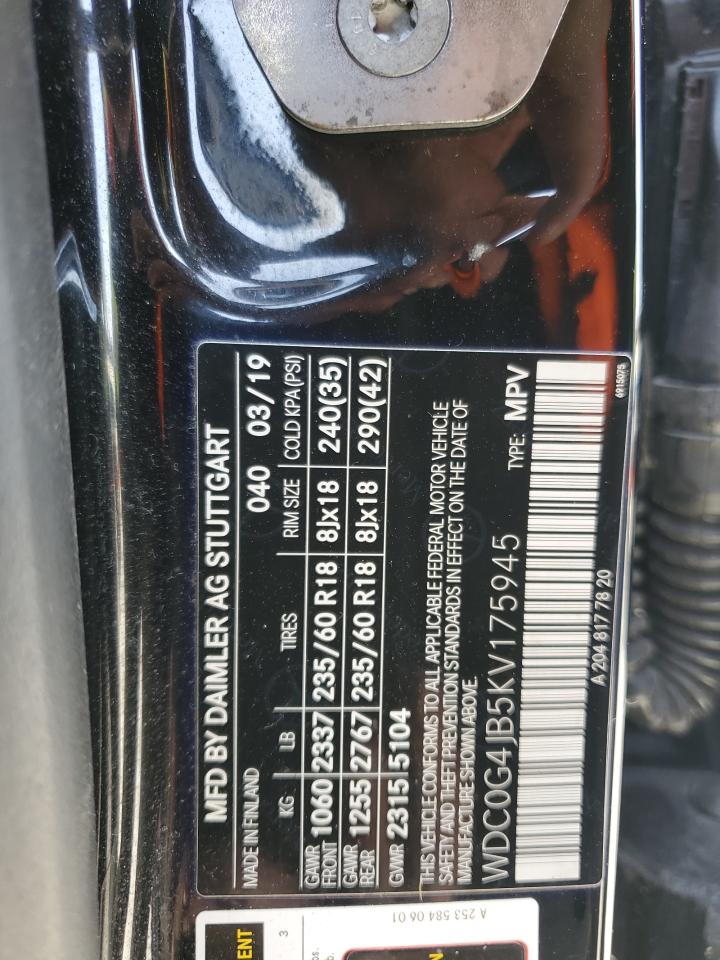 MFD BY DAIMLER AG STUTTGART
MADE IN FINLAND 040 03/19
KG LB TIRES RIM SIZE COLD KPA(PSI)
GAWR FRONT 1060 2337 235/60 R18 8Jx18 240(35)
GAWR REAR 1255 2767 235/60 R18 8Jx18 290(42)
GVWR 2315 5104
THIS VEHICLE CONFORMS TO ALL APPLICABLE FEDERAL MOTOR VEHICLE
SAFETY AND THEFT PREVENTION STANDARDS IN EFFECT ON THE DATE OF
MANUFACTURE SHOWN ABOVE.
WDC0G4JB5KV175945 TYPE: MPV
A 204 817 78 20
6915075
A 253 584 06 01
3